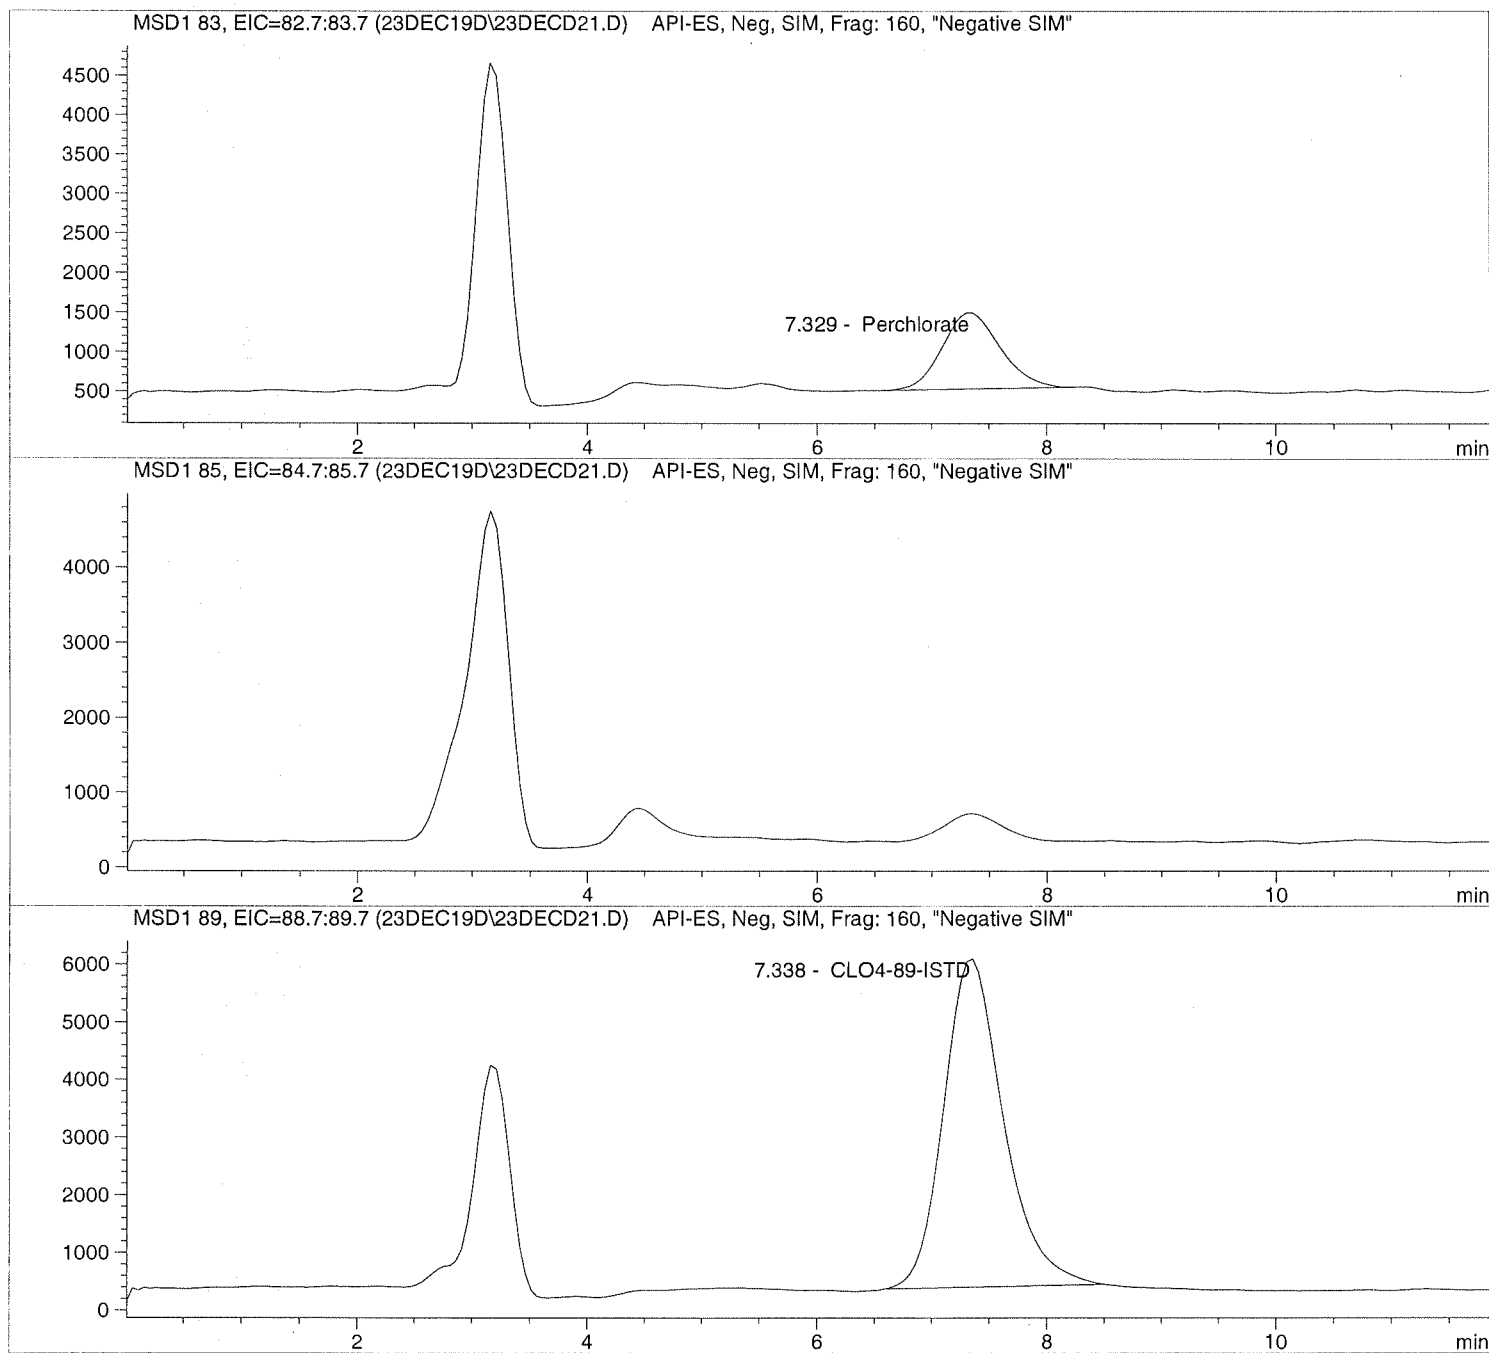 MSD1 83, EIC=82.7:83.7 (23DEC19D\23DECD21.D) API-ES, Neg, SIM, Frag: 160, "Negative SIM"
4500
4000
3500
3000
2500
2000
1500
7.329 - Perchlorate
1000
500
2 4 6 8 10 min
MSD1 85, EIC=84.7:85.7 (23DEC19D\23DECD21.D) API-ES, Neg, SIM, Frag: 160, "Negative SIM"
4000
3000
2000
1000
0
2 4 6 8 10 min
MSD1 89, EIC=88.7:89.7 (23DEC19D\23DECD21.D) API-ES, Neg, SIM, Frag: 160, "Negative SIM"
6000
7.338 - CLO4-89-ISTD
5000
4000
3000
2000
1000
0
2 4 6 8 10 min